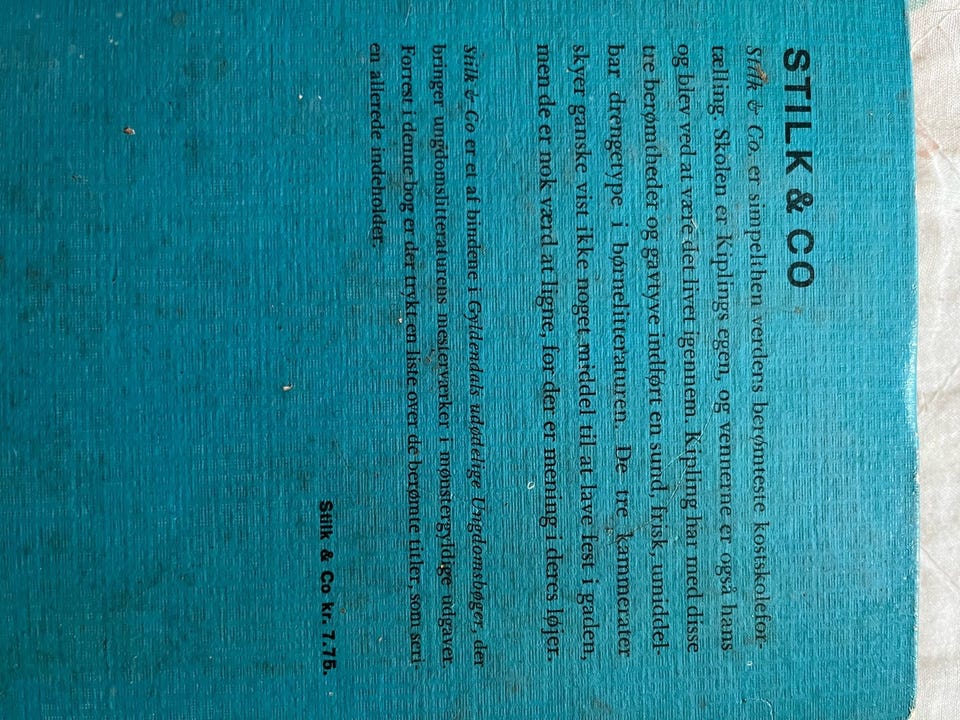 STILK & CO
Stilk & Co. er simpelthen verdens berømteste kostskolefor-
tælling. Skolen er Kiplings egen, og vennerne er også hans
og blev ved at være det livet igennem. Kipling har med disse
tre berømtheder og gavtyve indført en sund, frisk, umiddel-
bar drengetype i børnelitteraturen. De tre kammerater
skyer ganske vist ikke noget middel til at lave fest i gaden,
men de er nok værd at ligne, for der er mening i deres løjer.
Stilk & Co er et af bindene i Gyldendals udødelige Ungdomsbøger, der
bringer ungdomslitteraturens mesterværker i mønstergyldige udgaver.
Forrest i denne bog er der trykt en liste over de berømte titler, som seri-
en allerede indeholder.
Stilk & Co kr. 7.75.